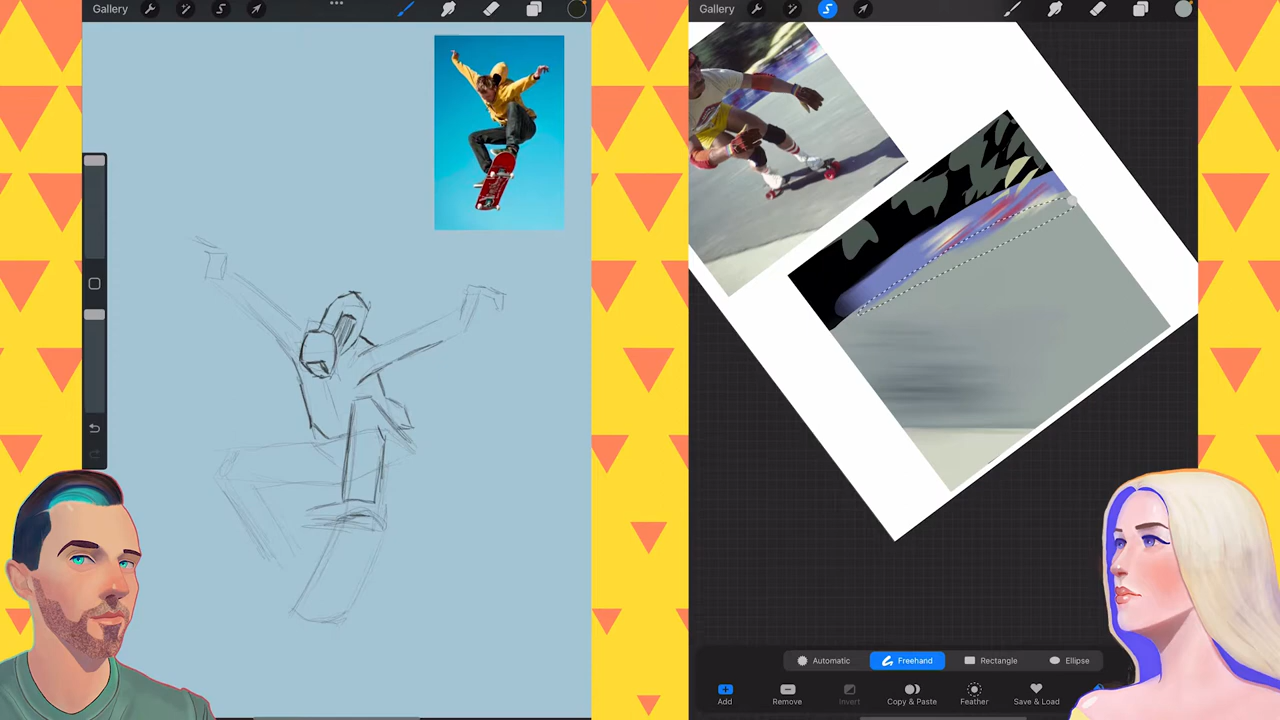 Gallery
Gallery
Automatic
Freehand
Rectangle
Ellipse
Add
Remove
Invert
Copy & Paste
Feather
Save & Load